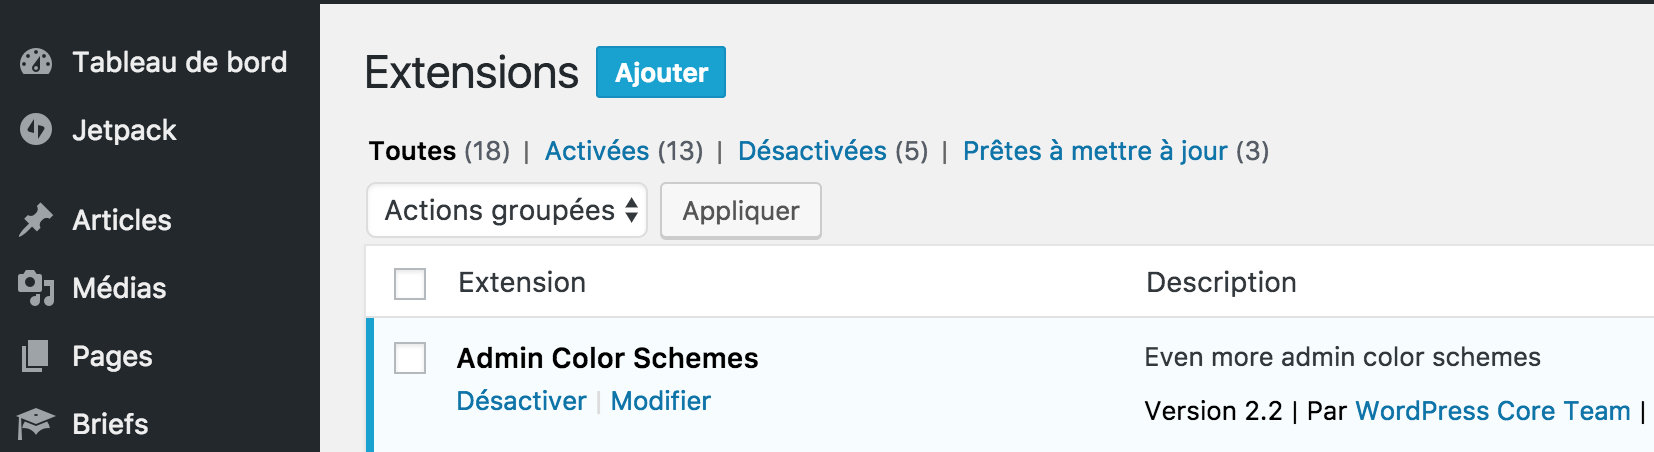 Tableau de bord
Jetpack
Articles
Médias
Pages
Briefs
Extensions Ajouter
Toutes (18) | Activées (13) | Désactivées (5) | Prêtes à mettre à jour (3)
Actions groupées Appliquer
Extension Description
Admin Color Schemes Even more admin color schemes
Désactiver | Modifier Version 2.2 | Par WordPress Core Team |